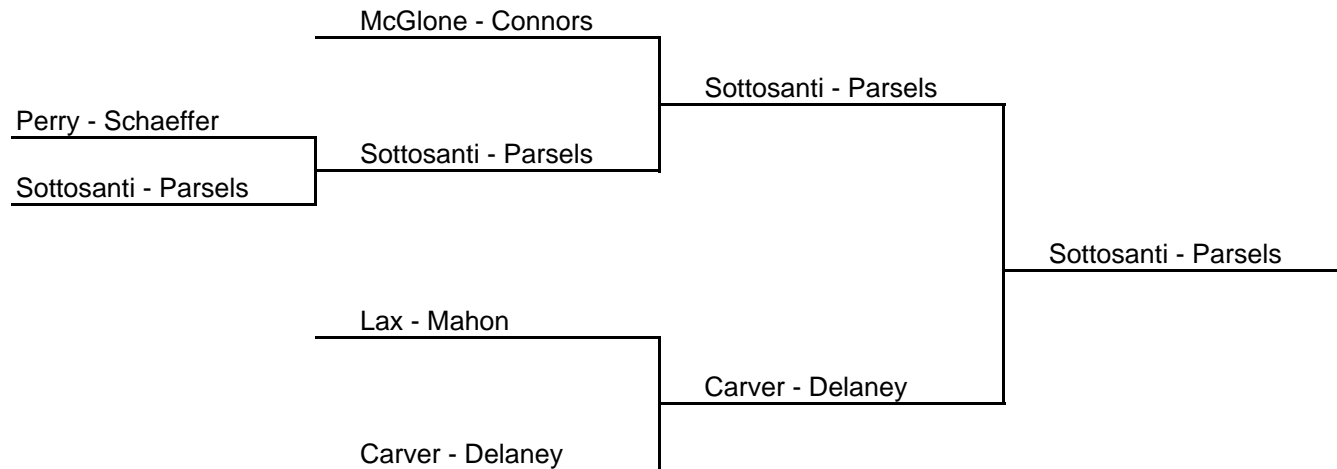 McGlone - Connors
Sottosanti - Parsels
Perry - Schaeffer
Sottosanti - Parsels
Sottosanti - Parsels
Sottosanti - Parsels
Lax - Mahon
Carver - Delaney
Carver - Delaney